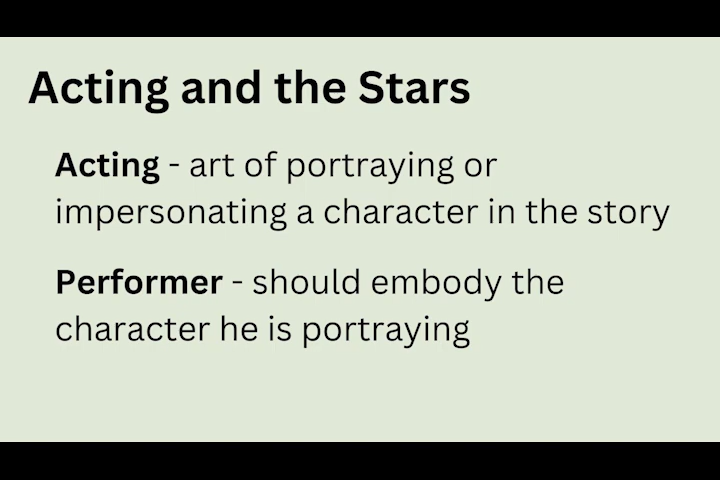 Acting and the Stars
Acting - art of portraying or
impersonating a character in the story
Performer - should embody the
character he is portraying